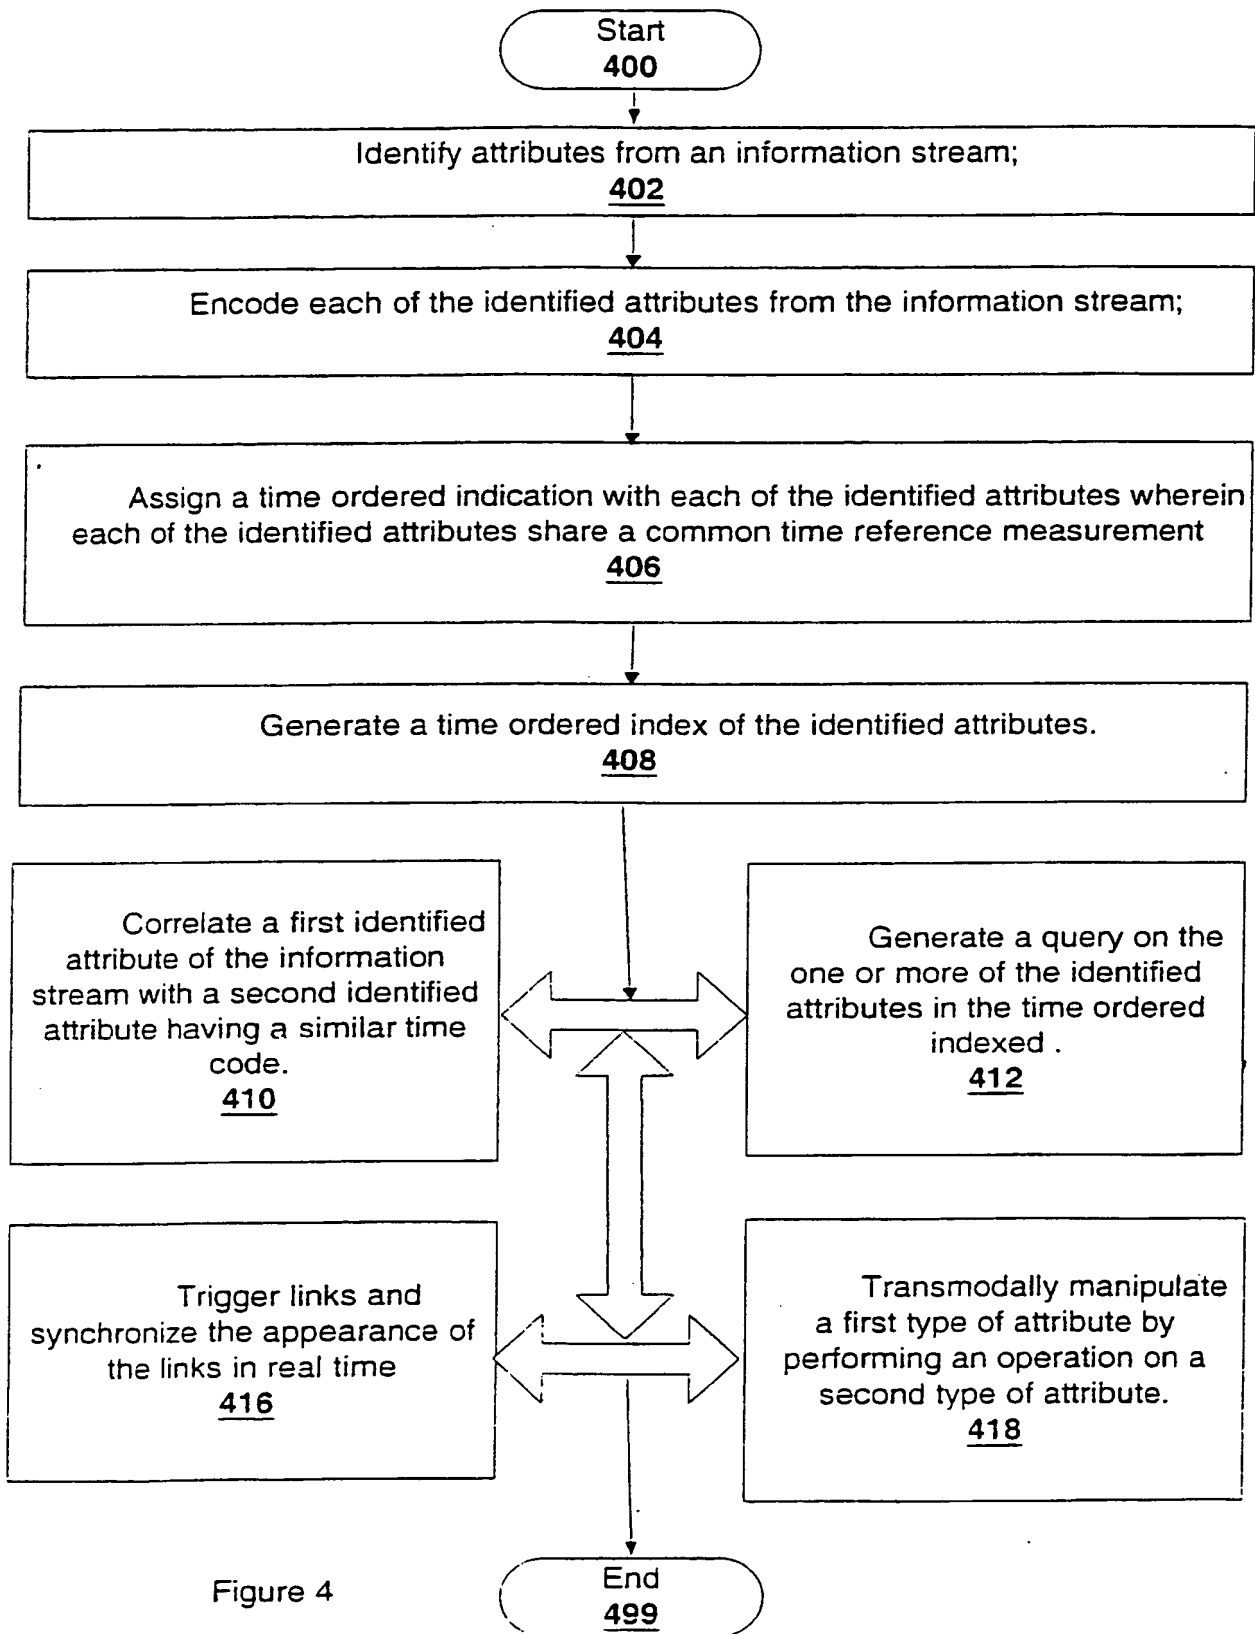 Start
400
Identify attributes from an information stream;
402
Encode each of the identified attributes from the information stream;
404
Assign a time ordered indication with each of the identified attributes wherein
each of the identified attributes share a common time reference measurement
406
Generate a time ordered index of the identified attributes.
408
Correlate a first identified
attribute of the information
stream with a second identified
attribute having a similar time
code.
410
Generate a query on the
one or more of the identified
attributes in the time ordered
indexed .
412
Trigger links and
synchronize the appearance of
the links in real time
416
Transmodally manipulate
a first type of attribute by
performing an operation on a
second type of attribute.
418
End
499
Figure 4